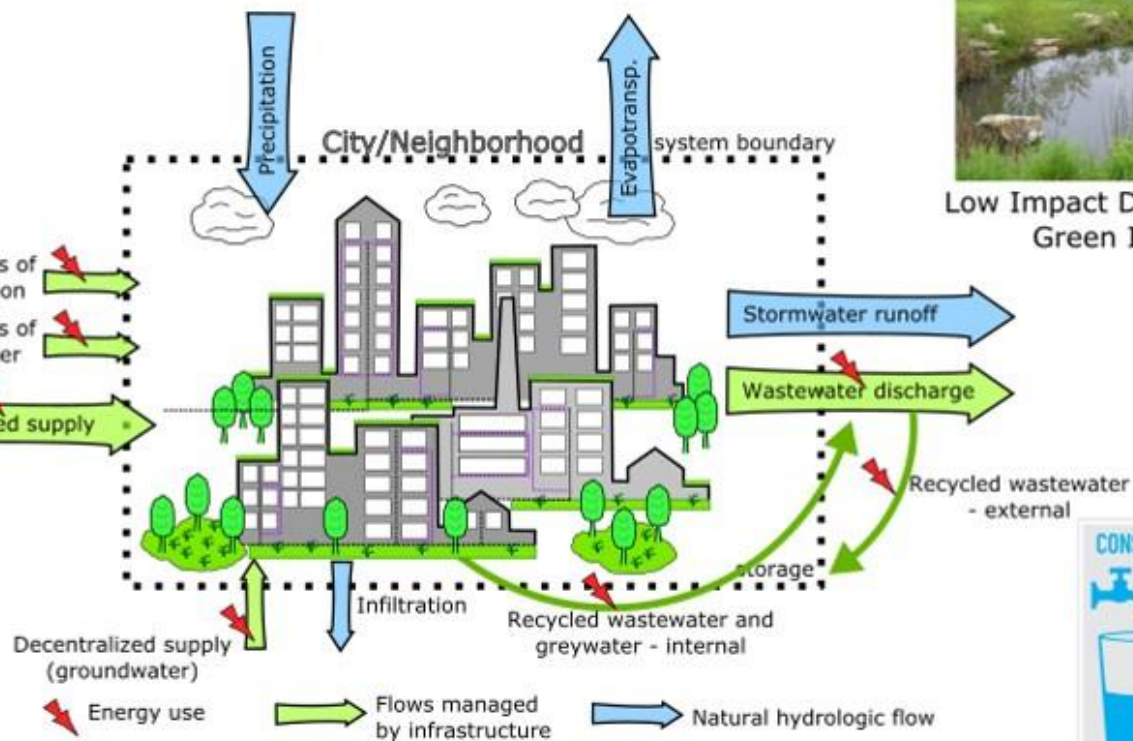 Precipitation
Evapotransp.
City/Neighborhood
system boundary
Low Impact D
Green I
s of
on
s of
er
ed supply
Stormwater runoff
Wastewater discharge
Recycled wastewater
- external
CONS
storage
Infiltration
Recycled wastewater and
greywater - internal
Decentralized supply
(groundwater)
Energy use
Flows managed
by infrastructure
Natural hydrologic flow